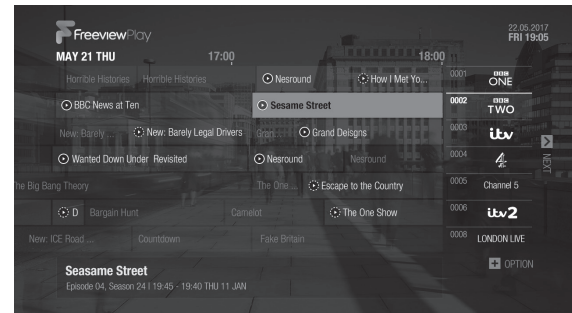 FreeviewPlay
22.05.2017
FRI 19:05
MAY 21 THU 17:00 18:00
Horrible Histories Horrible Histories Nesround How I Met Yo... 0001 BBC ONE
BBC News at Ten Sesame Street 0002 BBC TWO
New: Barely ... New: Barely Legal Drivers Gran... Grand Deisgns 0003 itv
Wanted Down Under Revisited Nesround Nesround 0004 4
The Big Bang Theory The One ... Escape to the Country 0005 Channel 5
D Bargain Hunt Camelot The One Show 0006 itv2
New: ICE Road ... Countdown Fake Britain 0008 LONDON LIVE
NEXT
Seasame Street
Episode 04, Season 24 | 19:45 - 19:40 THU 11 JAN
+ OPTION